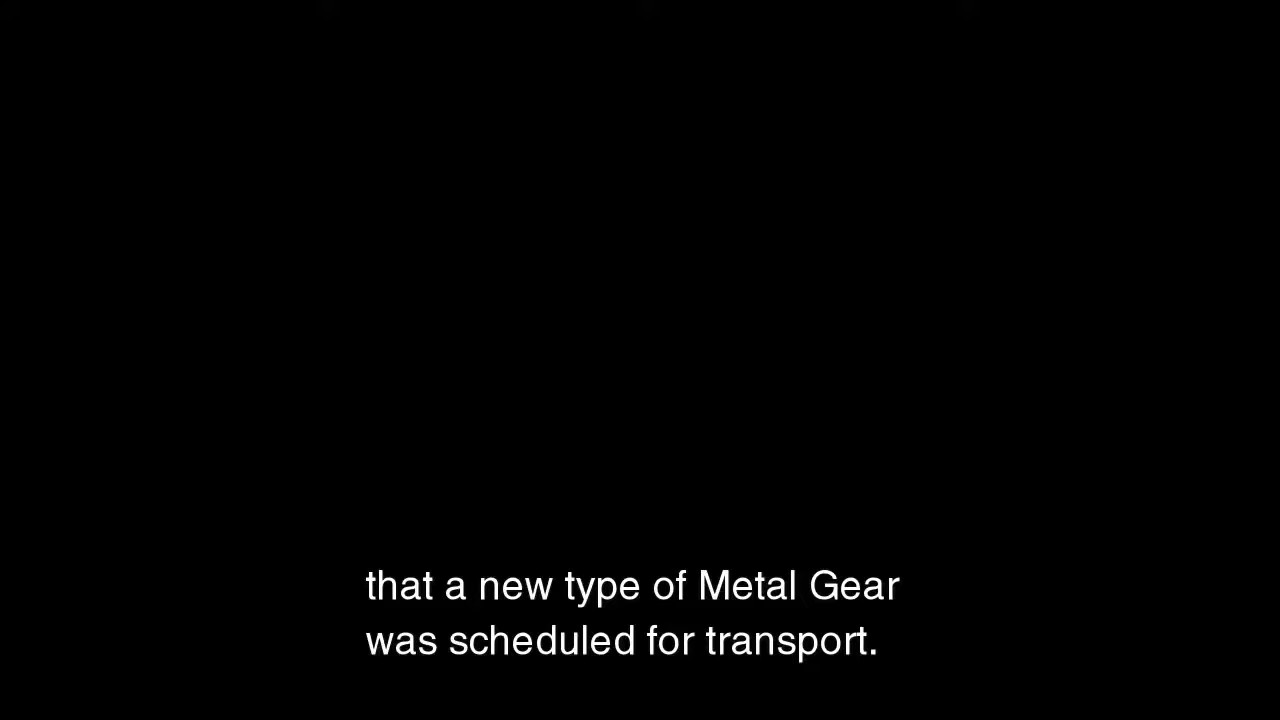 that a new type of Metal Gear
was scheduled for transport.